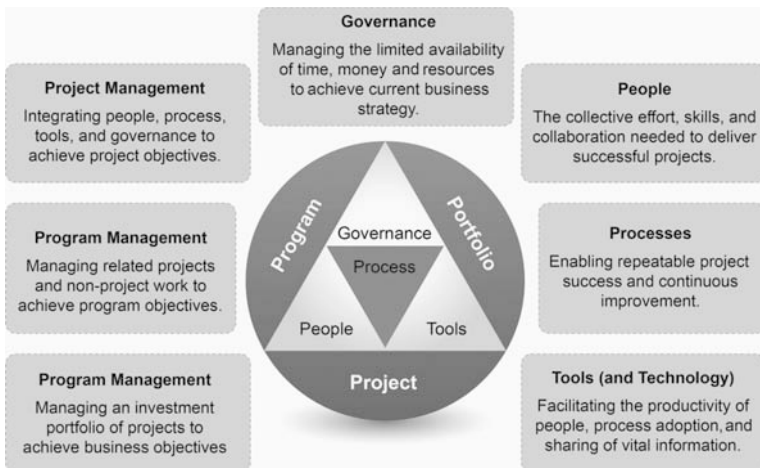 Governance
Managing the limited availability
of time, money and resources
to achieve current business
strategy.
Project Management
Integrating people, process,
tools, and governance to
achieve project objectives.
People
The collective effort, skills, and
collaboration needed to deliver
successful projects.
Program Management
Managing related projects
and non-project work to
achieve program objectives.
Program
Portfolio
Governance
Process
People
Tools
Project
Processes
Enabling repeatable project
success and continuous
improvement.
Program Management
Managing an investment
portfolio of projects to
achieve business objectives
Tools (and Technology)
Facilitating the productivity of
people, process adoption, and
sharing of vital information.